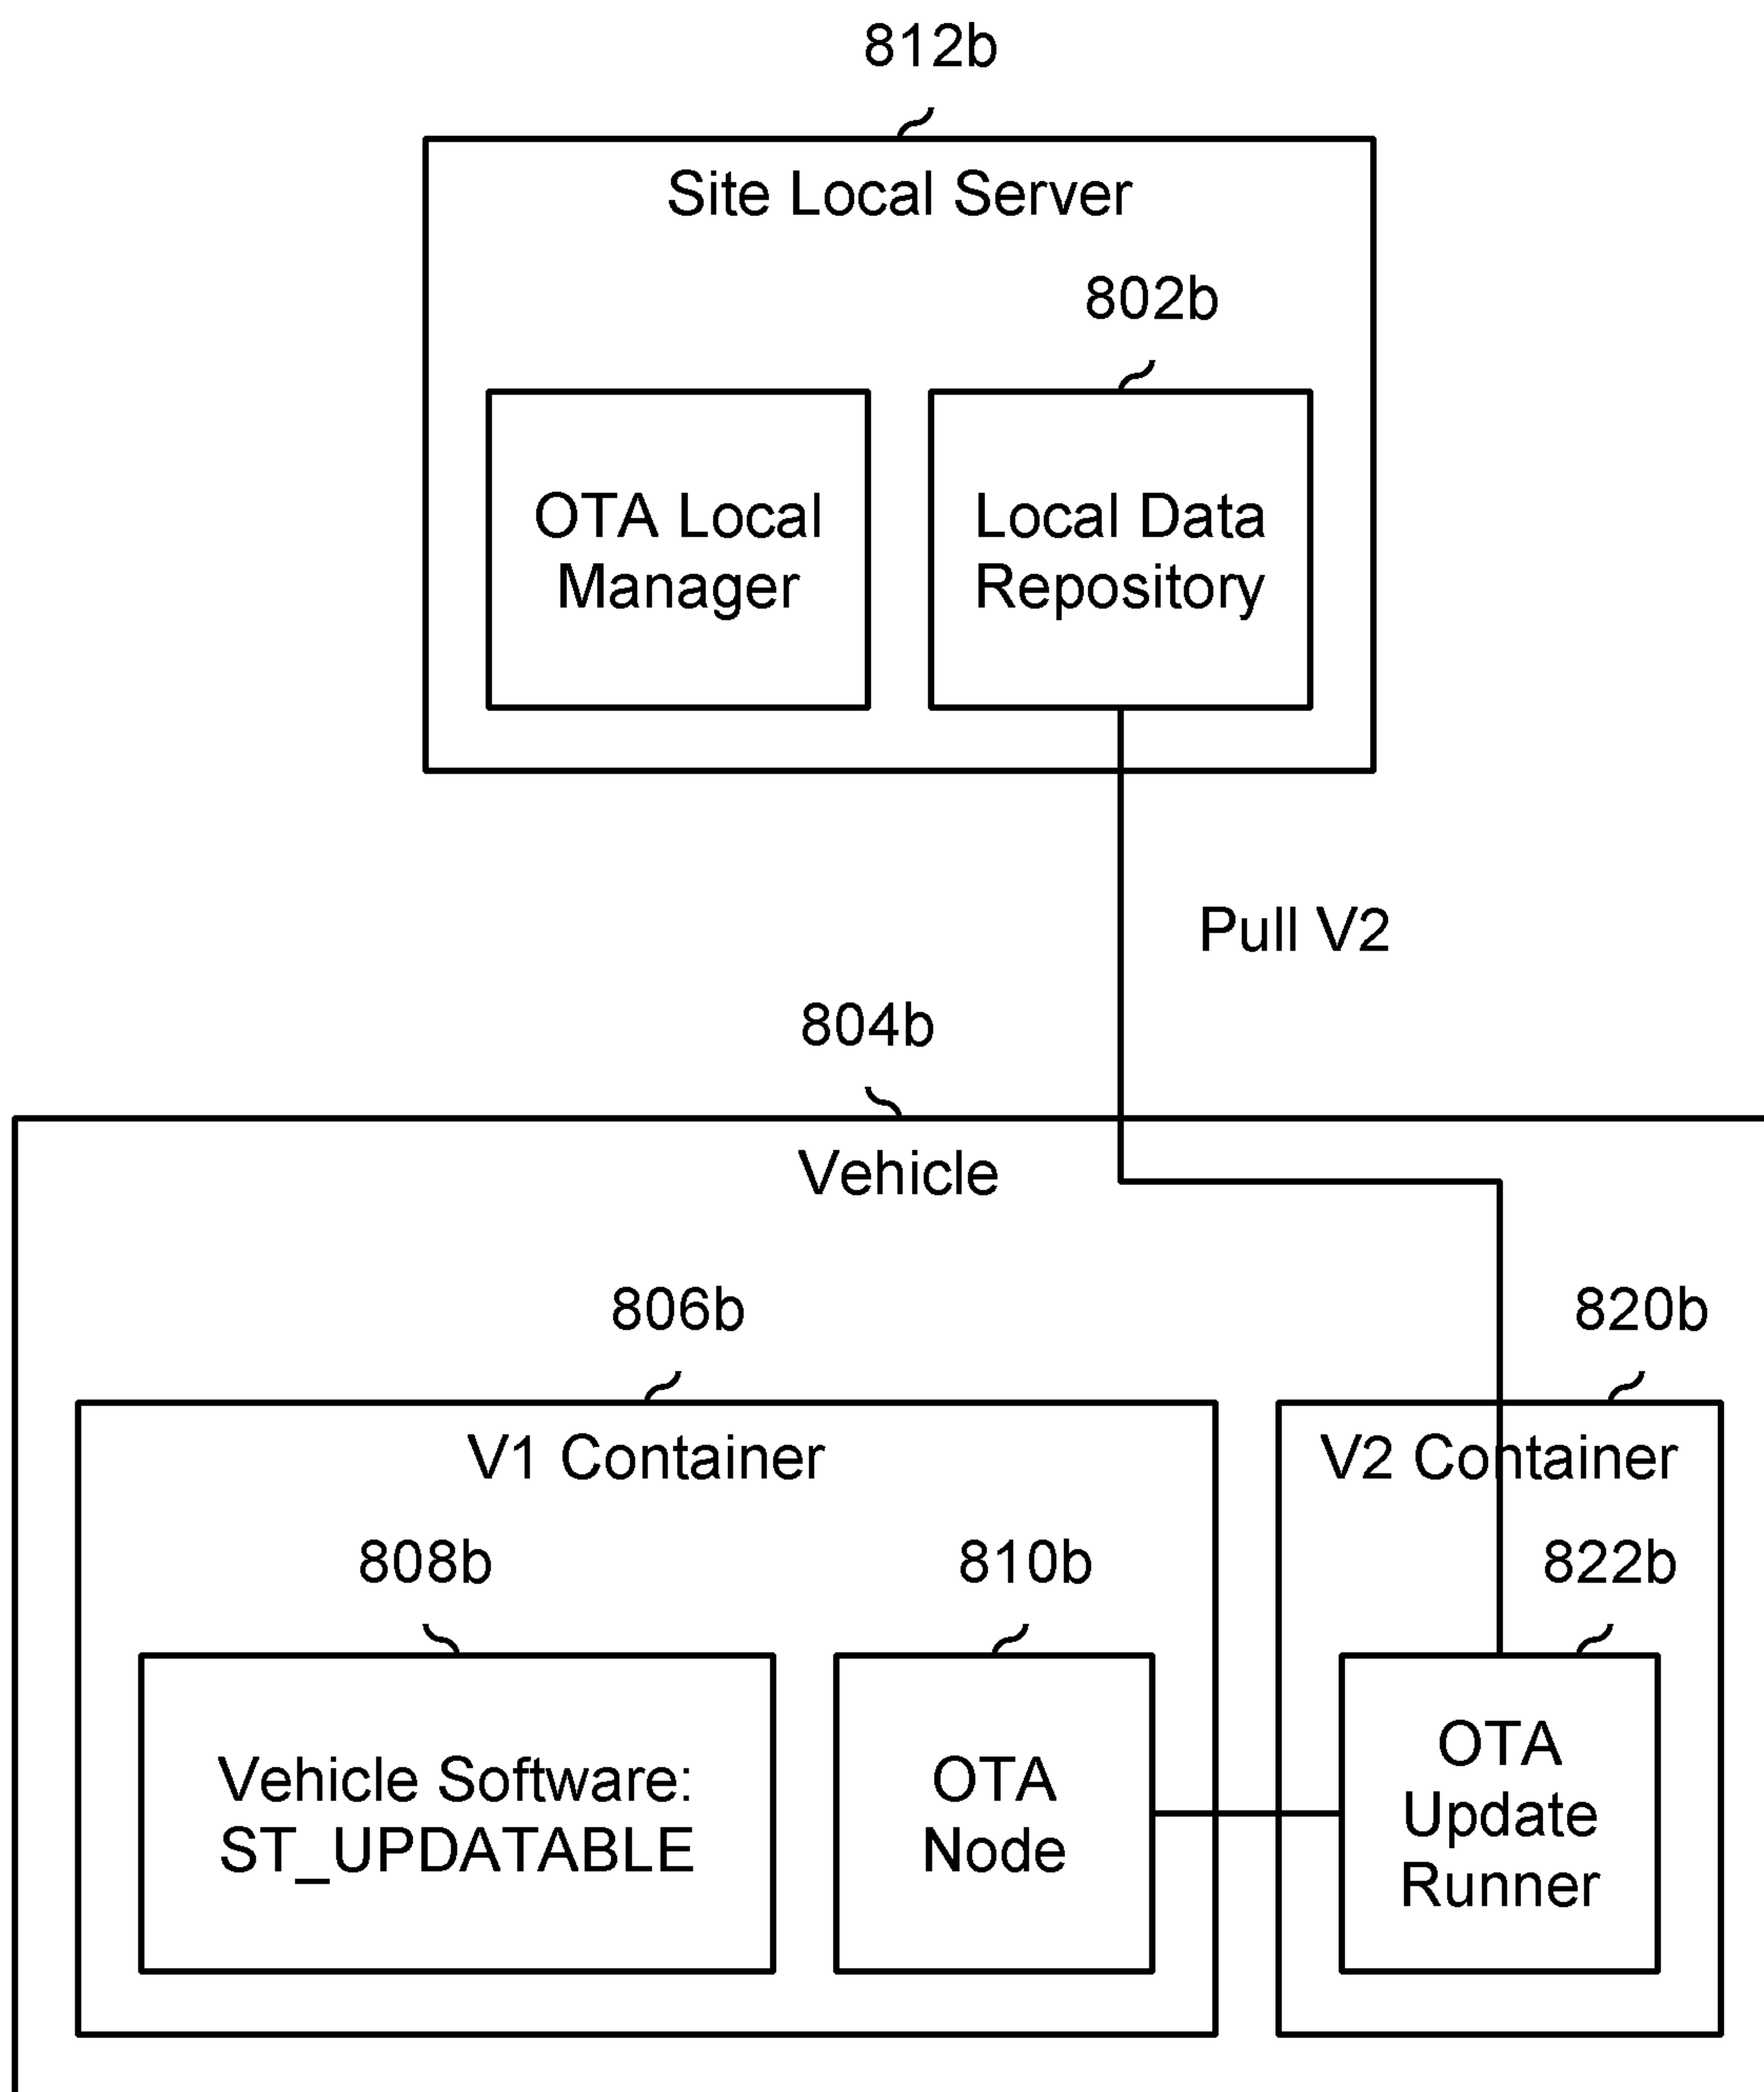 812b
Site Local Server
802b
OTA Local
Manager
Local Data
Repository
Pull V2
804b
Vehicle
806b
820b
V1 Container
V2 Container
808b
810b
822b
Vehicle Software:
ST_UPDATABLE
OTA
Node
OTA
Update
Runner